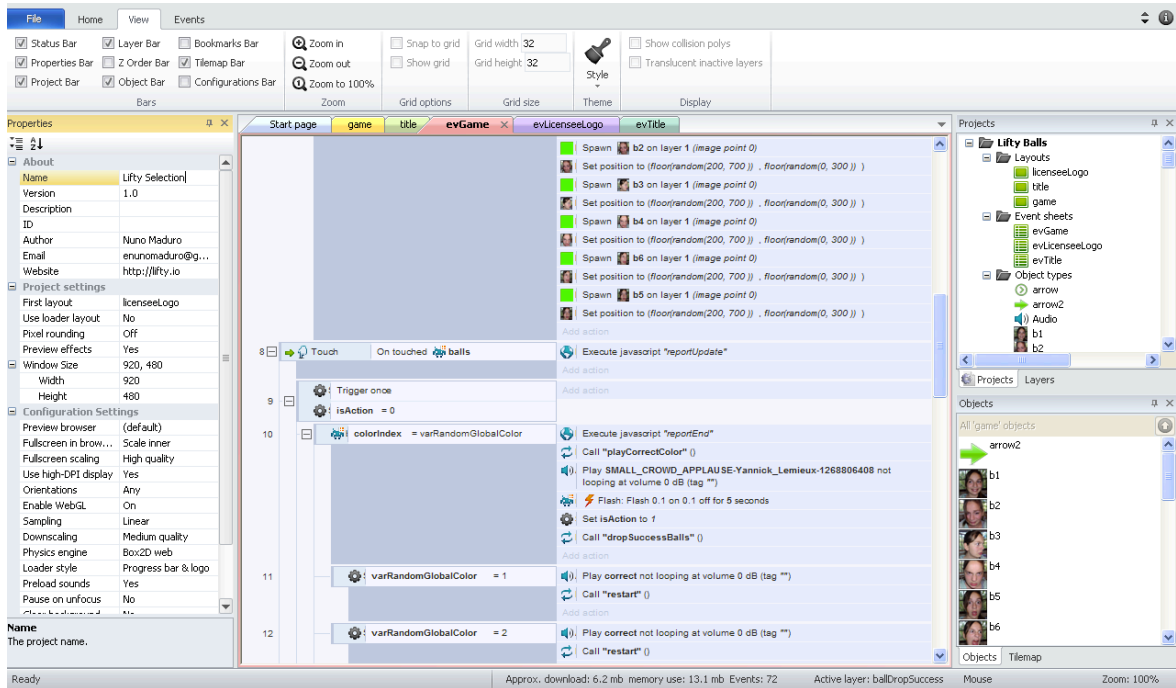 File Home View Events
Status Bar Layer Bar Bookmarks Bar Zoom in Snap to grid Grid width 32 Show collision polys
Properties Bar Z Order Bar Tilemap Bar Zoom out Show grid Grid height 32 Translucent inactive layers
Project Bar Object Bar Configurations Bar Zoom to 100% Style
Bars Zoom Grid options Grid size Theme Display
Properties
About
Name Lifty Selection
Version 1.0
Description
ID
Author Nuno Maduro
Email enunomaduro@g...
Website http://lifty.io
Project settings
First layout licenseeLogo
Use loader layout No
Pixel rounding Off
Preview effects Yes
Window Size 920, 480
Width 920
Height 480
Configuration Settings
Preview browser (default)
Fullscreen in brow... Scale inner
Fullscreen scaling High quality
Use high-DPI display Yes
Orientations Any
Enable WebGL On
Sampling Linear
Downscaling Medium quality
Physics engine Box2D web
Loader style Progress bar & logo
Preload sounds Yes
Pause on unfocus No
Name
The project name.
Start page game title evGame evLicenseeLogo evTitle
Spawn b2 on layer 1 (image point 0)
Set position to (floor(random(200, 700 )) , floor(random(0, 300 )) )
Spawn b3 on layer 1 (image point 0)
Set position to (floor(random(200, 700 )) , floor(random(0, 300 )) )
Spawn b4 on layer 1 (image point 0)
Set position to (floor(random(200, 700 )) , floor(random(0, 300 )) )
Spawn b6 on layer 1 (image point 0)
Set position to (floor(random(200, 700 )) , floor(random(0, 300 )) )
Spawn b5 on layer 1 (image point 0)
Set position to (floor(random(200, 700 )) , floor(random(0, 300 )) )
Add action
8 Touch On touched balls Execute javascript "reportUpdate"
Add action
9 Trigger once Add action
isAction = 0
10 colorIndex = varRandomGlobalColor Execute javascript "reportEnd"
Call "playCorrectColor" ()
Play SMALL_CROWD_APPLAUSE-Yannick_Lemieux-1268806408 not
looping at volume 0 dB (tag "")
Flash: Flash 0.1 on 0.1 off for 5 seconds
Set isAction to 1
Call "dropSuccessBalls" ()
Add action
11 varRandomGlobalColor = 1 Play correct not looping at volume 0 dB (tag "")
Call "restart" ()
Add action
12 varRandomGlobalColor = 2 Play correct not looping at volume 0 dB (tag "")
Call "restart" ()
Projects
Lifty Balls
Layouts
licenseeLogo
title
game
Event sheets
evGame
evLicenseeLogo
evTitle
Object types
arrow
arrow2
Audio
b1
b2
Projects Layers
Objects
All 'game' objects
arrow2
b1
b2
b3
b4
b5
b6
Objects Tilemap
Ready Approx. download: 6.2 mb memory use: 13.1 mb Events: 72 Active layer: ballDropSuccess Mouse Zoom: 100%